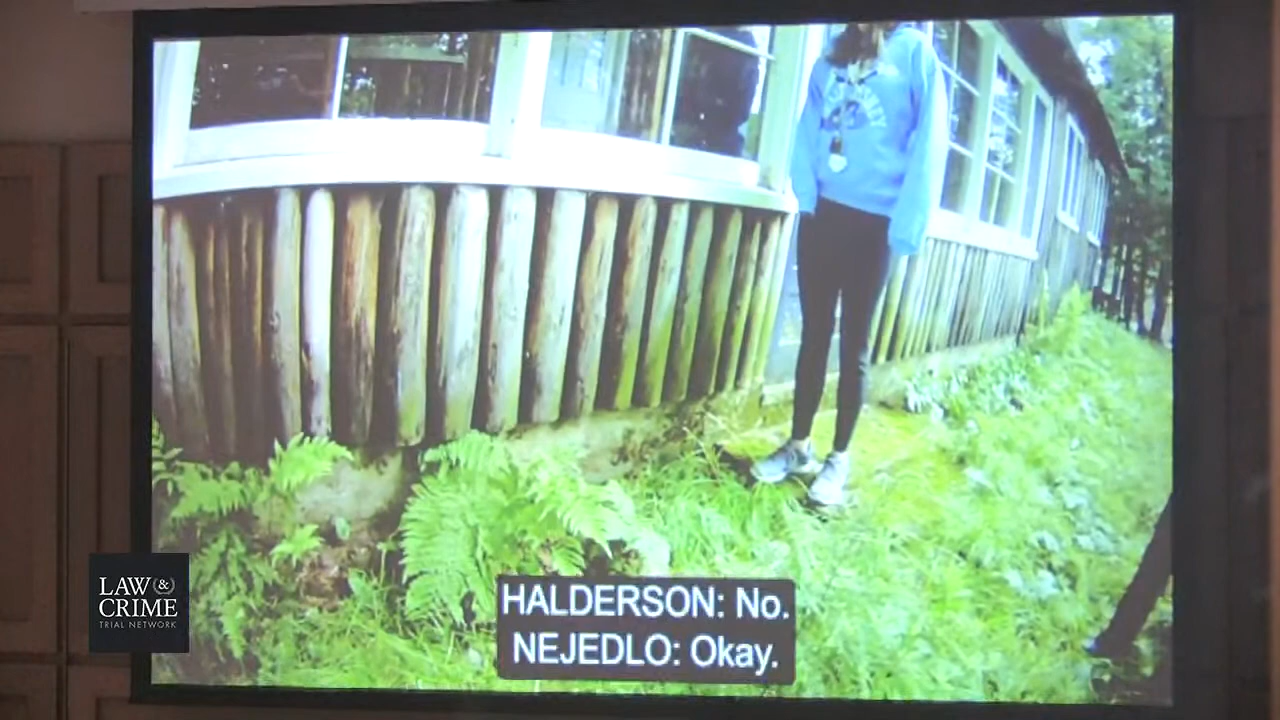 HALDERSON: No.
NEJEDLO: Okay.
LAW &
CRIME
TRIAL NETWORK